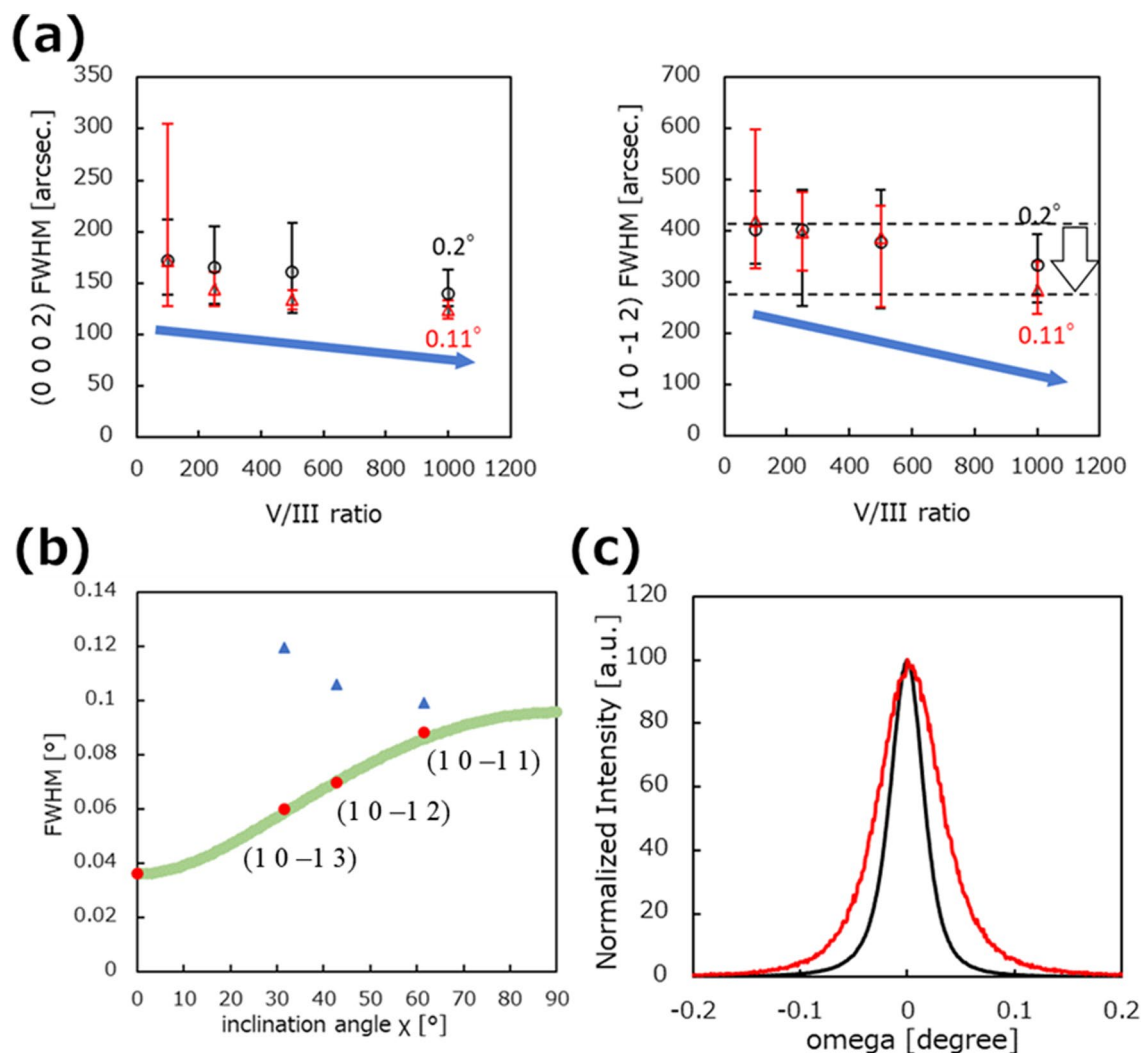 (a)
(0 0 0 2) FWHM [arcsec.]
350
300
250
200
150
100
50
0
0.2°
0.11°
0 200 400 600 800 1000 1200
V/III ratio
(1 0 -1 2) FWHM [arcsec.]
700
600
500
400
300
200
100
0
0.2°
0.11°
0 200 400 600 800 1000 1200
V/III ratio
(b)
FWHM [°]
0.14
0.12
0.1
0.08
0.06
0.04
0.02
0
(1 0 –1 1)
(1 0 –1 2)
(1 0 –1 3)
0 10 20 30 40 50 60 70 80 90
inclination angle χ [°]
(c)
Normalized Intensity [a.u.]
120
100
80
60
40
20
0
-0.2 -0.1 0 0.1 0.2
omega [degree]